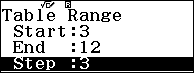 √ R
Table Range
Start:3
End :12
Step :3